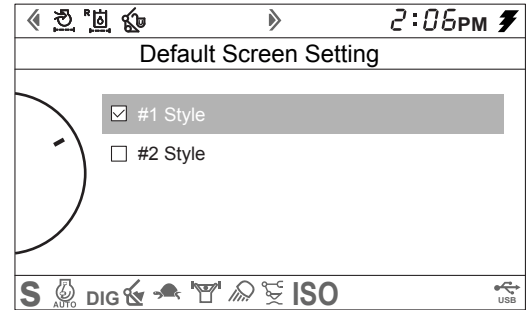 R
2:06PM
Default Screen Setting
#1 Style
#2 Style
S AUTO DIG ISO USB